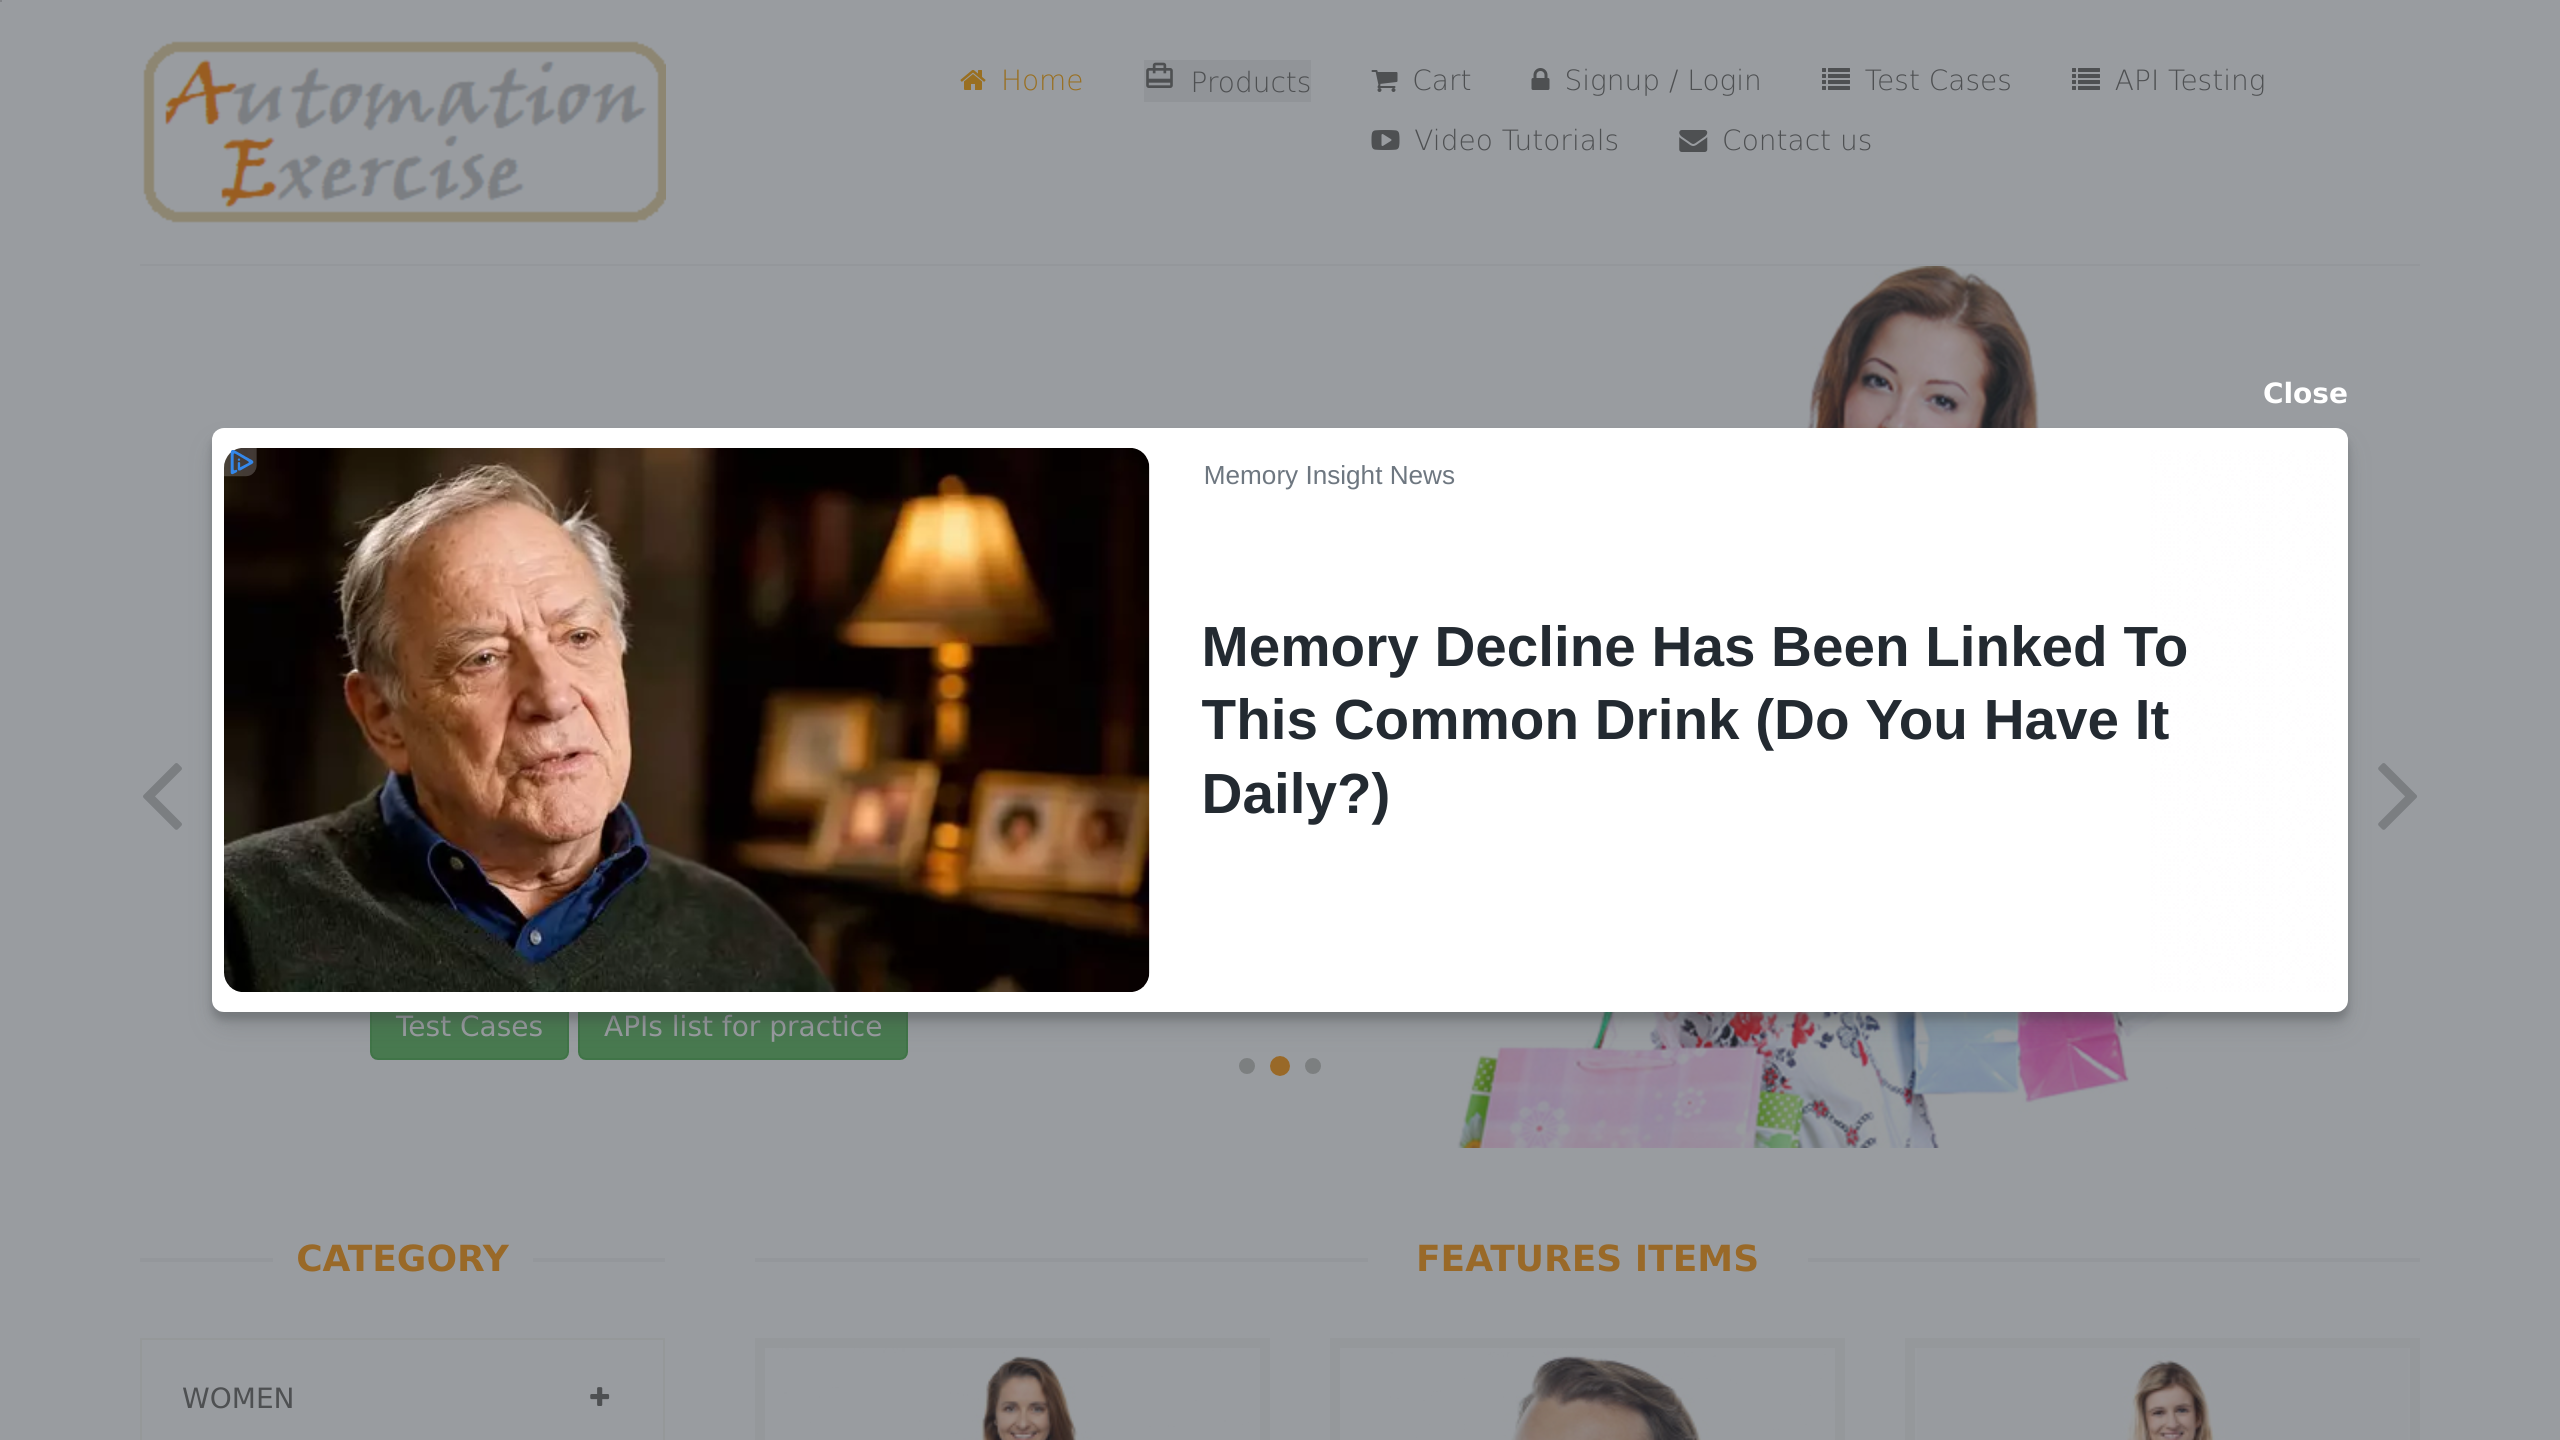 Automation
Exercise
Home
Products
Cart
Signup / Login
Test Cases
API Testing
Video Tutorials
Contact us
Close
Memory Insight News
Memory Decline Has Been Linked To
This Common Drink (Do You Have It
Daily?)
Test Cases
APIs list for practice
CATEGORY
FEATURES ITEMS
WOMEN